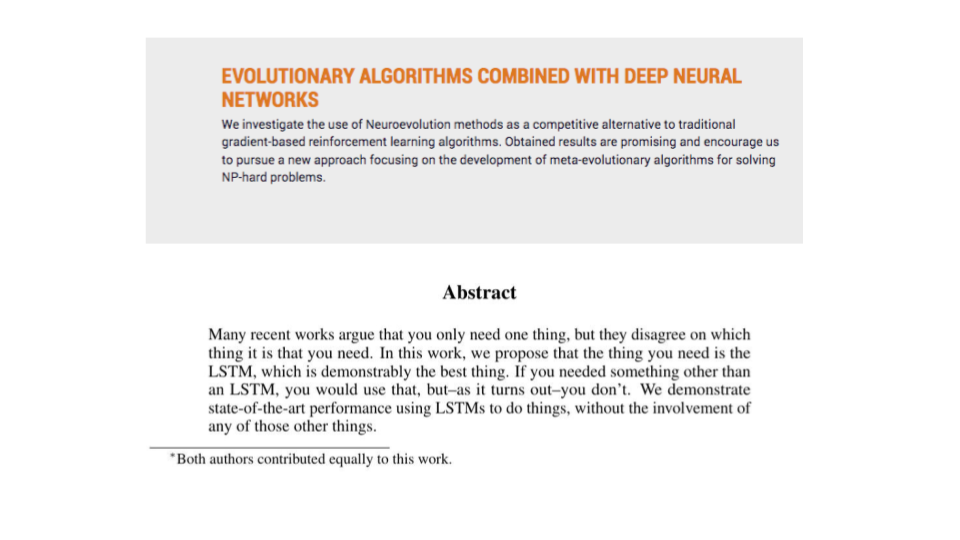 EVOLUTIONARY ALGORITHMS COMBINED WITH DEEP NEURAL
NETWORKS
We investigate the use of Neuroevolution methods as a competitive alternative to traditional
gradient-based reinforcement learning algorithms. Obtained results are promising and encourage us
to pursue a new approach focusing on the development of meta-evolutionary algorithms for solving
NP-hard problems.
Abstract
Many recent works argue that you only need one thing, but they disagree on which
thing it is that you need. In this work, we propose that the thing you need is the
LSTM, which is demonstrably the best thing. If you needed something other than
an LSTM, you would use that, but–as it turns out–you don't. We demonstrate
state-of-the-art performance using LSTMs to do things, without the involvement of
any of those other things.
*Both authors contributed equally to this work.